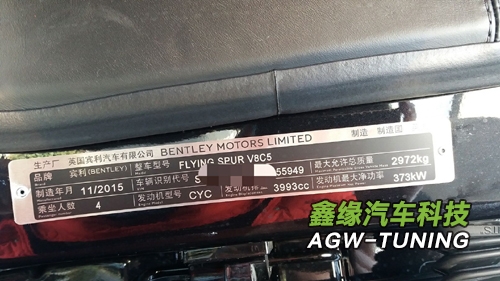 生产厂 英国宾利汽车有限公司 BENTLEY MOTORS LIMITED 制造 制造国
品牌 宾利(BENTLEY) 整车型号 FLYING SPUR V8C5 最大允许总质量 2972kg
制造年月 11/2015 车辆识别代号 S 55949 发动机最大净功率 373kW
乘坐人数 4 发动机型号 CYC 发动机排 3993cc
鑫缘汽车科技
AGW-TUNING